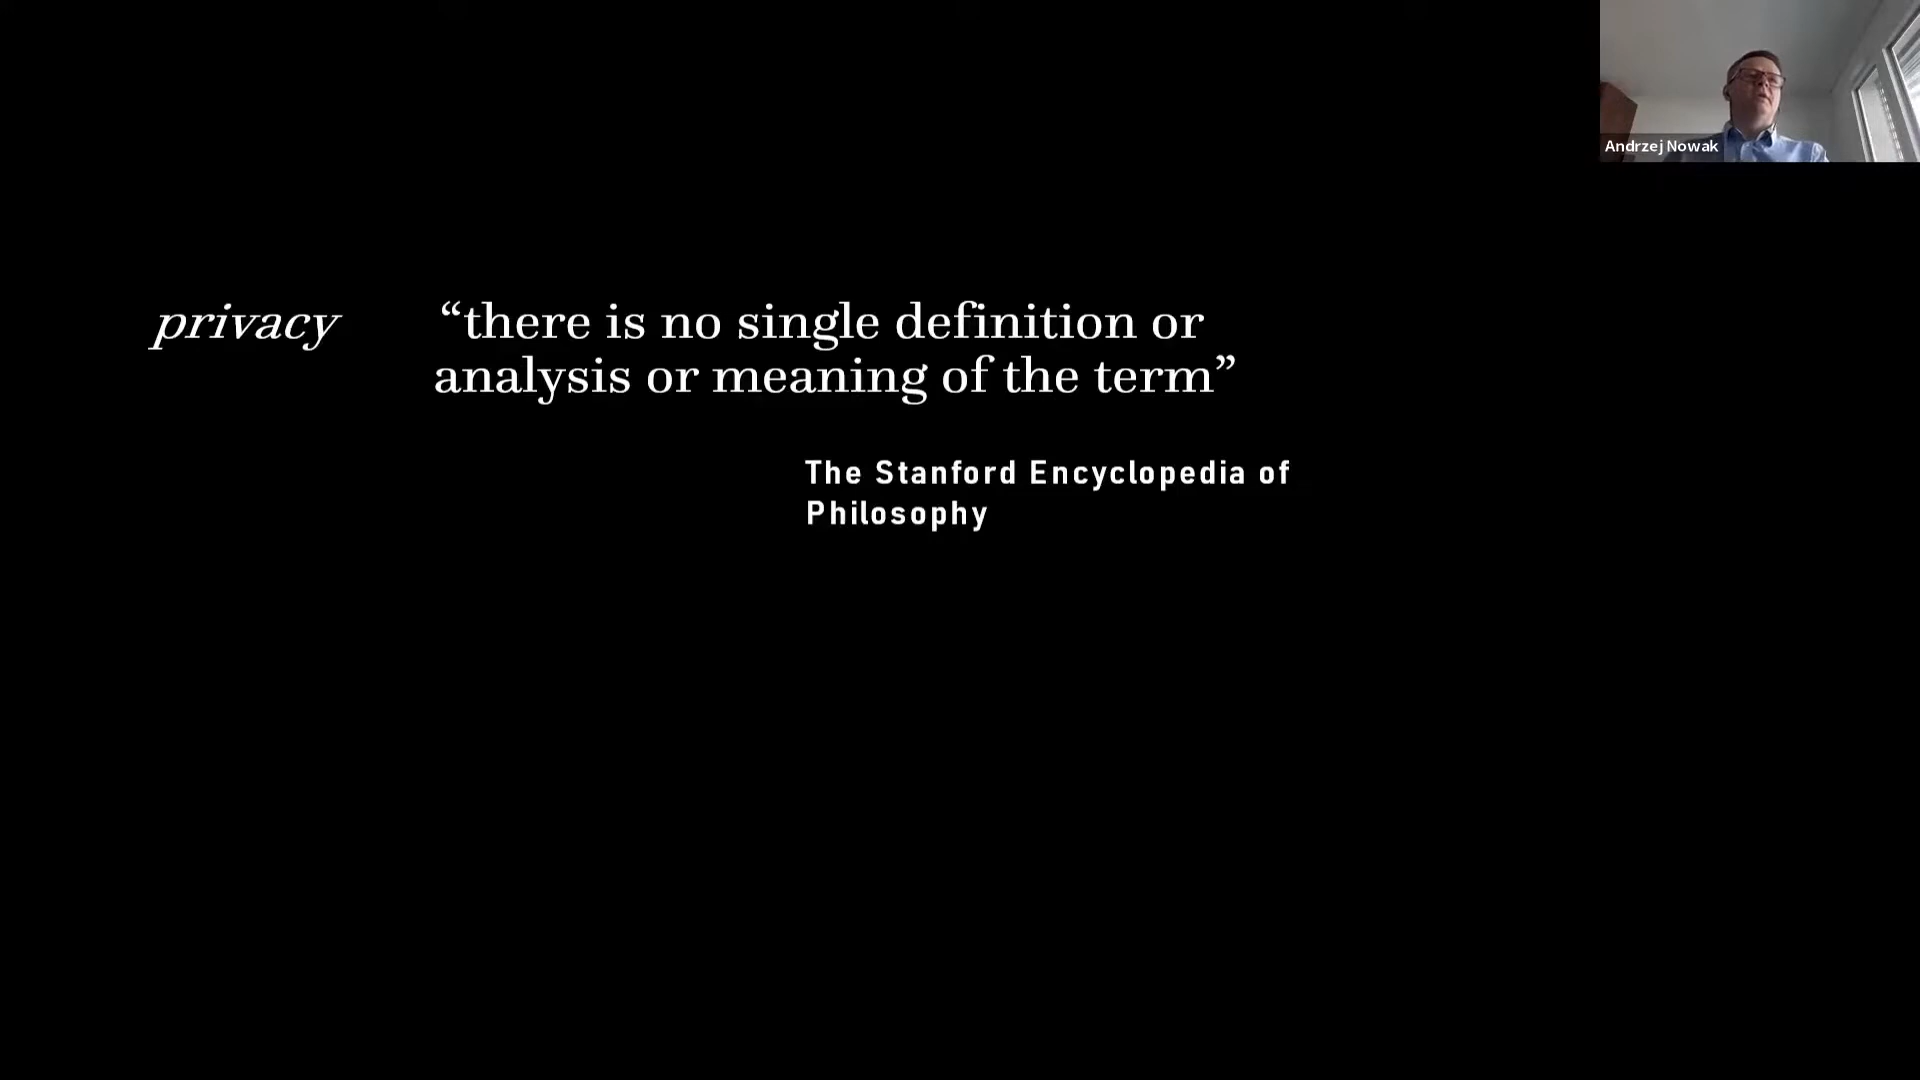 Andrzej Nowak
privacy
“there is no single definition or
analysis or meaning of the term”
The Stanford Encyclopedia of
Philosophy